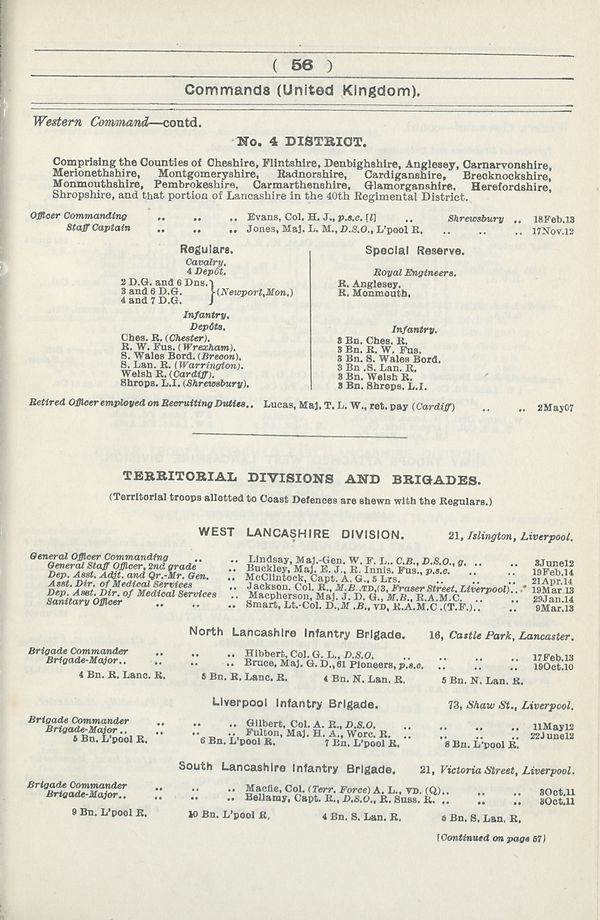 ( 56 )
Commands (United Kingdom).
Western Command—contd.
No. 4 DISTRICT.
Comprising the Counties of Cheshire, Flintshire, Denbighshire, Anglesey, Carnarvonshire,
Merionethshire, Montgomeryshire, Radnorshire, Cardiganshire, Brecknockshire,
Monmouthshire, Pembrokeshire, Carmarthenshire, Glamorganshire, Herefordshire,
Shropshire, and that portion of Lancashire in the 40th Regimental District.
Officer Commanding .. .. .. Evans, Col. H. J., p.s.c. [l] .. Shrewsbury .. 18Feb.13
Staff Captain .. .. .. Jones, Maj. L. M., D.S.O., L'pool R. .. .. .. 17Nov.12
Regulars.
Cavalry.
4 Depôt.
2 D.G. and 6 Dns.
3 and 6 D.G. } (Newport, Mon.)
4 and 7 D.G.
Infantry.
Depôts.
Ches. R. (Chester).
R. W. Fus. (Wrexham).
S. Wales Bord. (Brecon).
S. Lan. R. (Warrington).
Welsh R. (Cardiff).
Shrops. L.I. (Shrewsbury).
Special Reserve.
Royal Engineers.
R. Anglesey.
R. Monmouth.
Infantry.
3 Bn. Ches. R.
3 Bn. R. W. Fus.
3 Bn. S. Wales Bord.
3 Bn .S. Lan. R.
3 Bn. Welsh R.
3 Bn. Shrops. L.I.
Retired Officer employed on Recruiting Duties.. Lucas, Maj. T. L. W., ret. pay (Cardiff) .. .. 2May07
TERRITORIAL DIVISIONS AND BRIGADES.
(Territorial troops allotted to Coast Defences are shewn with the Regulars.)
WEST LANCASHIRE DIVISION. 21, Islington, Liverpool.
General Officer Commanding .. .. Lindsay, Maj.-Gen. W. F. L., C.B., D.S.O., g. .. .. 3June12
General Staff Officer, 2nd grade .. Buckley, Maj. E. J., R. Innis. Fus., p.s.c. .. .. 19Feb.14
Dep. Asst. Adjt. and Qr.-Mr. Gen. .. McClintock, Capt. A. G., 5 Lrs. .. .. .. 21Apr.14
Asst. Dir. of Medical Services .. Jackson, Col. R., M.B.,TD,(3, Fraser Street, Liverpool).. 19Mar.13
Dep. Asst. Dir. of Medical Services .. Macpherson, Maj. J. D. G., M.B., R.A.M.C. .. .. 29Jan.14
Sanitary Officer .. .. .. Smart, Lt.-Col. D., M.B., VD, R.A.M.C.(T.F.).. .. 9Mar.13
North Lancashire Infantry Brigade. 16, Castle Park, Lancaster.
Brigade Commander .. .. .. Hibbert, Col. G. L., D.S.O. .. .. .. .. 17Feb.13
Brigade-Major.. .. .. .. Bruce, Maj. G. D., 61 Pioneers, p.s.c. .. .. .. 19Oct.10
4 Bn. R. Lanc. R. 5 Bn. R. Lanc. R. 4 Bn. N. Lan. R. 5 Bn. N. Lan. R.
Liverpool Infantry Brigade. 73, Shaw St., Liverpool.
Brigade Commander .. .. .. Gilbert, Col. A. R., D.S.O. .. .. .. .. 11May12
Brigade-Major .. .. .. .. Fulton, Maj. H. A., Worc. R. .. .. .. .. 22June12
5 Bn. L'pool R. 6 Bn. L'pool R. 7 Bn. L'pool R. 8 Bn. L'pool R.
South Lancashire Infantry Brigade. 21, Victoria Street, Liverpool.
Brigade Commander .. .. .. Macfie, Col. (Terr. Force) A. L., VD, (Q).. .. .. 3Oct.11
Brigade-Major.. .. .. .. Bellamy, Capt. R., D.S.O., R. Suss. R. .. .. .. 3Oct.11
9 Bn. L'pool R. 10 Bn. L'pool R. 4 Bn. S. Lan. R. 5 Bn. S. Lan. R.
[Continued on page 57]